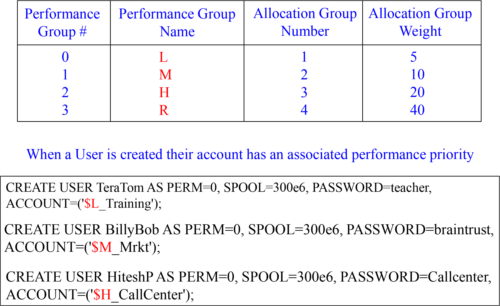 Performance Group # Performance Group Name Allocation Group Number Allocation Group Weight
0 L 1 5
1 M 2 10
2 H 3 20
3 R 4 40
When a User is created their account has an associated performance priority
CREATE USER TeraTom AS PERM=0, SPOOL=300e6, PASSWORD=teacher,
ACCOUNT=('$L_Training');
CREATE USER BillyBob AS PERM=0, SPOOL=300e6, PASSWORD=braintrust,
ACCOUNT=('$M_Mrkt');
CREATE USER HiteshP AS PERM=0, SPOOL=300e6, PASSWORD=Callcenter,
ACCOUNT=('$H_CallCenter');